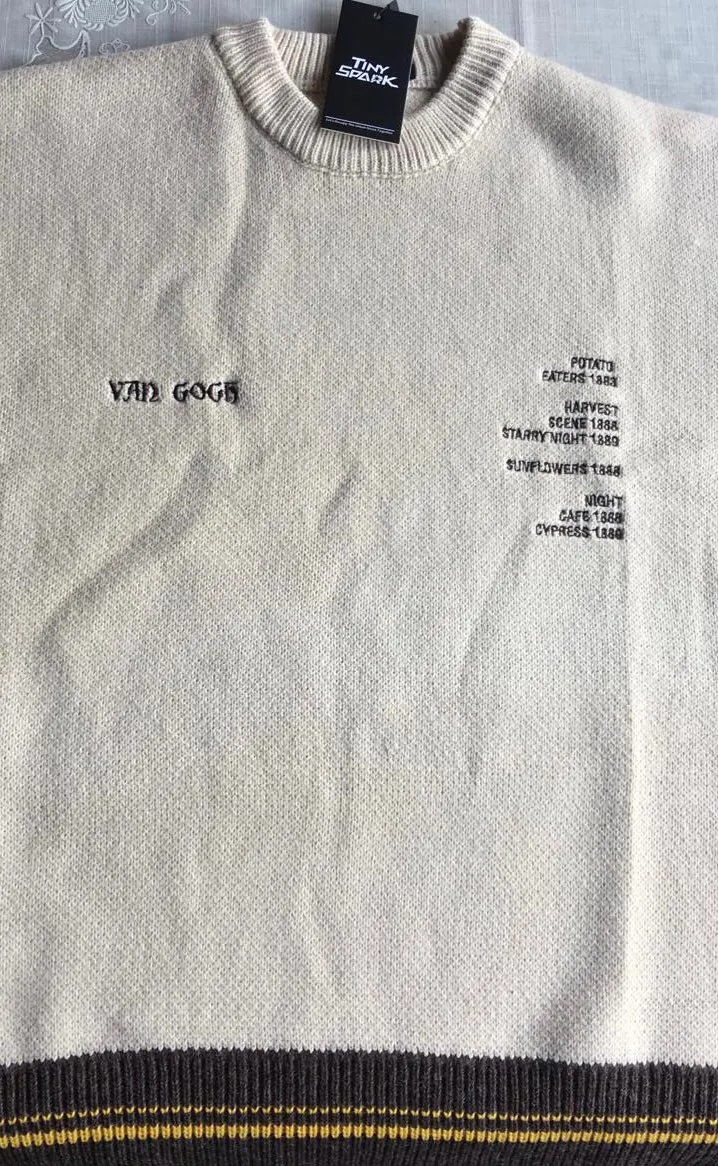 TINY
SPARK
VAN GOGH
POTATO
EATERS 1883
HARVEST
SCENE 1888
STARRY NIGHT 1889
SUNFLOWERS 1888
NIGHT
CAFE 1888
CYPRESS 1889